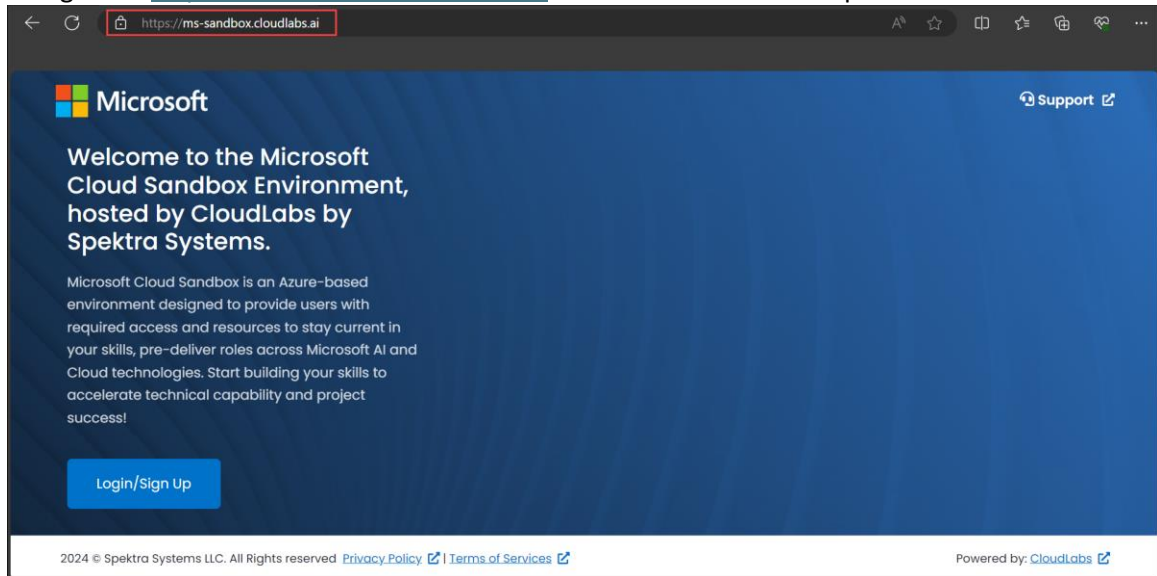 https://ms-sandbox.cloudlabs.ai
Microsoft
Support
Welcome to the Microsoft
Cloud Sandbox Environment,
hosted by CloudLabs by
Spektra Systems.
Microsoft Cloud Sandbox is an Azure-based
environment designed to provide users with
required access and resources to stay current in
your skills, pre-deliver roles across Microsoft AI and
Cloud technologies. Start building your skills to
accelerate technical capability and project
success!
Login/Sign Up
2024 © Spektra Systems LLC. All Rights reserved Privacy Policy | Terms of Services
Powered by: CloudLabs